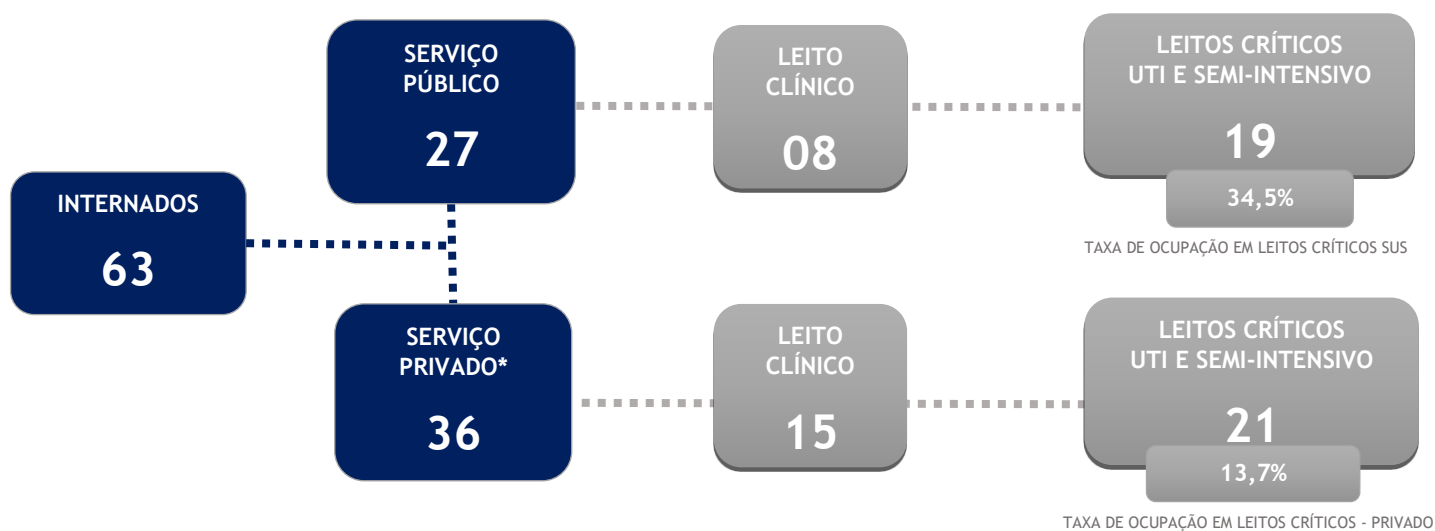 INTERNADOS
63
SERVIÇO
PÚBLICO
27
LEITO
CLÍNICO
08
LEITOS CRÍTICOS
UTI E SEMI-INTENSIVO
19
34,5%
TAXA DE OCUPAÇÃO EM LEITOS CRÍTICOS SUS
SERVIÇO
PRIVADO*
36
LEITO
CLÍNICO
15
LEITOS CRÍTICOS
UTI E SEMI-INTENSIVO
21
13,7%
TAXA DE OCUPAÇÃO EM LEITOS CRÍTICOS - PRIVADO